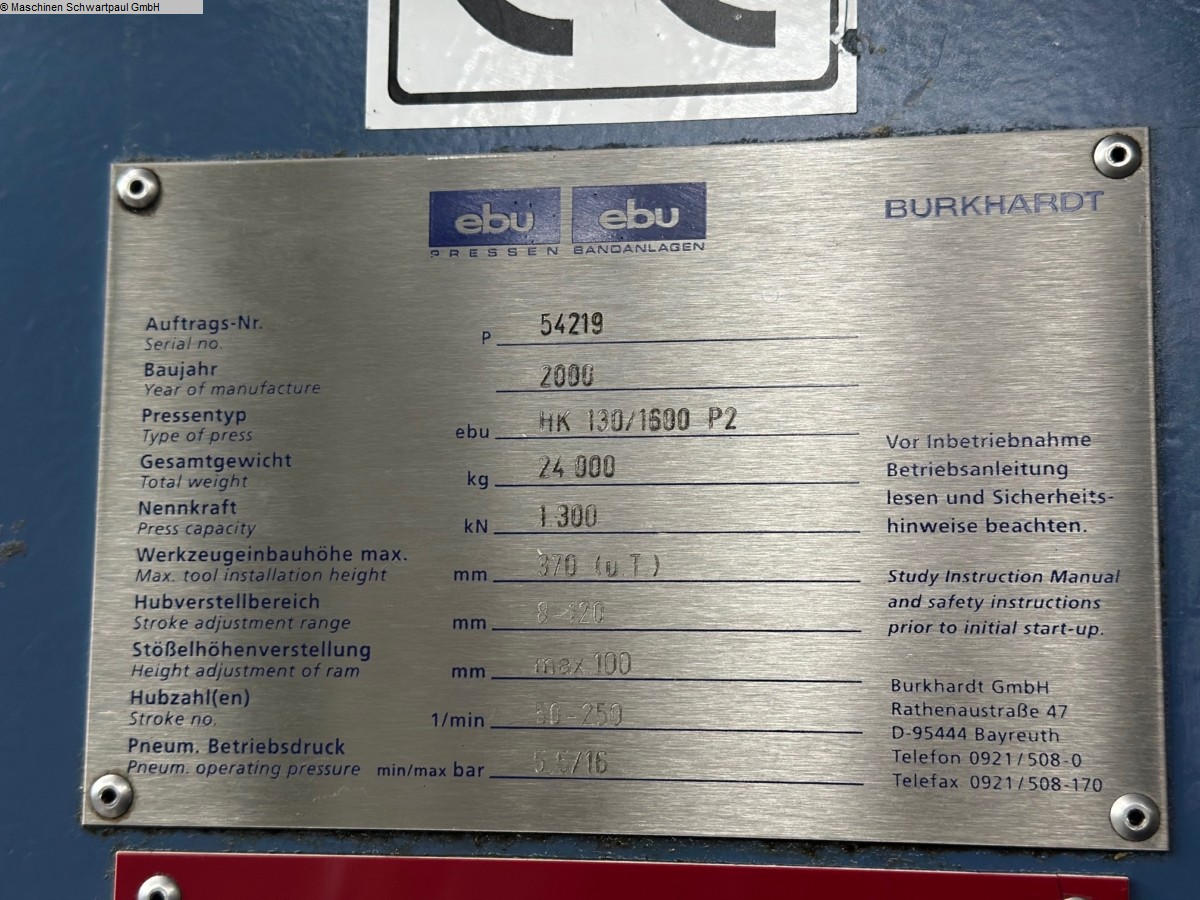 © Maschinen Schwartpaul GmbH
CE
ebu ebu
PRESSEN BANDANLAGEN
BURKHARDT
Auftrags-Nr.
Serial no. P 54219
Baujahr
Year of manufacture 2000
Pressentyp
Type of press ebu HK 130/1600 P2
Gesamtgewicht
Total weight kg 24 000
Nennkraft
Press capacity kN 1.300
Werkzeugeinbauhöhe max.
Max. tool installation height mm 370 (u.T.)
Hubverstellbereich
Stroke adjustment range mm 8-120
Stößelhöhenverstellung
Height adjustment of ram mm max 100
Hubzahl(en)
Stroke no. 1/min
Pneum. Betriebsdruck
Pneum. operating pressure min/max bar
Vor Inbetriebnahme
Betriebsanleitung
lesen und Sicherheits-
hinweise beachten.
Study Instruction Manual
and safety instructions
prior to initial start-up.
Burkhardt GmbH
Rathenaustraße 47
D-95444 Bayreuth
Telefon 0921/508-0
Telefax 0921/508-170